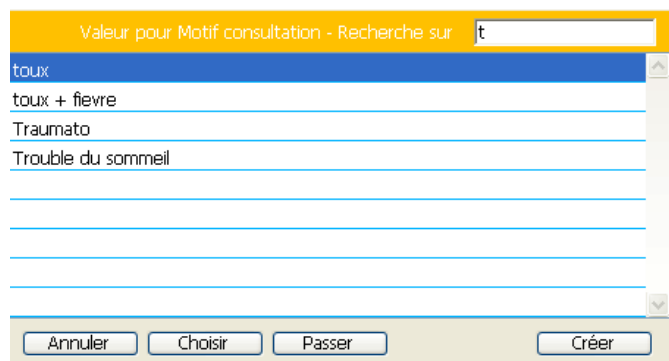 Valeur pour Motif consultation - Recherche sur t
toux
toux + fievre
Traumato
Trouble du sommeil
Annuler Choisir Passer Créer